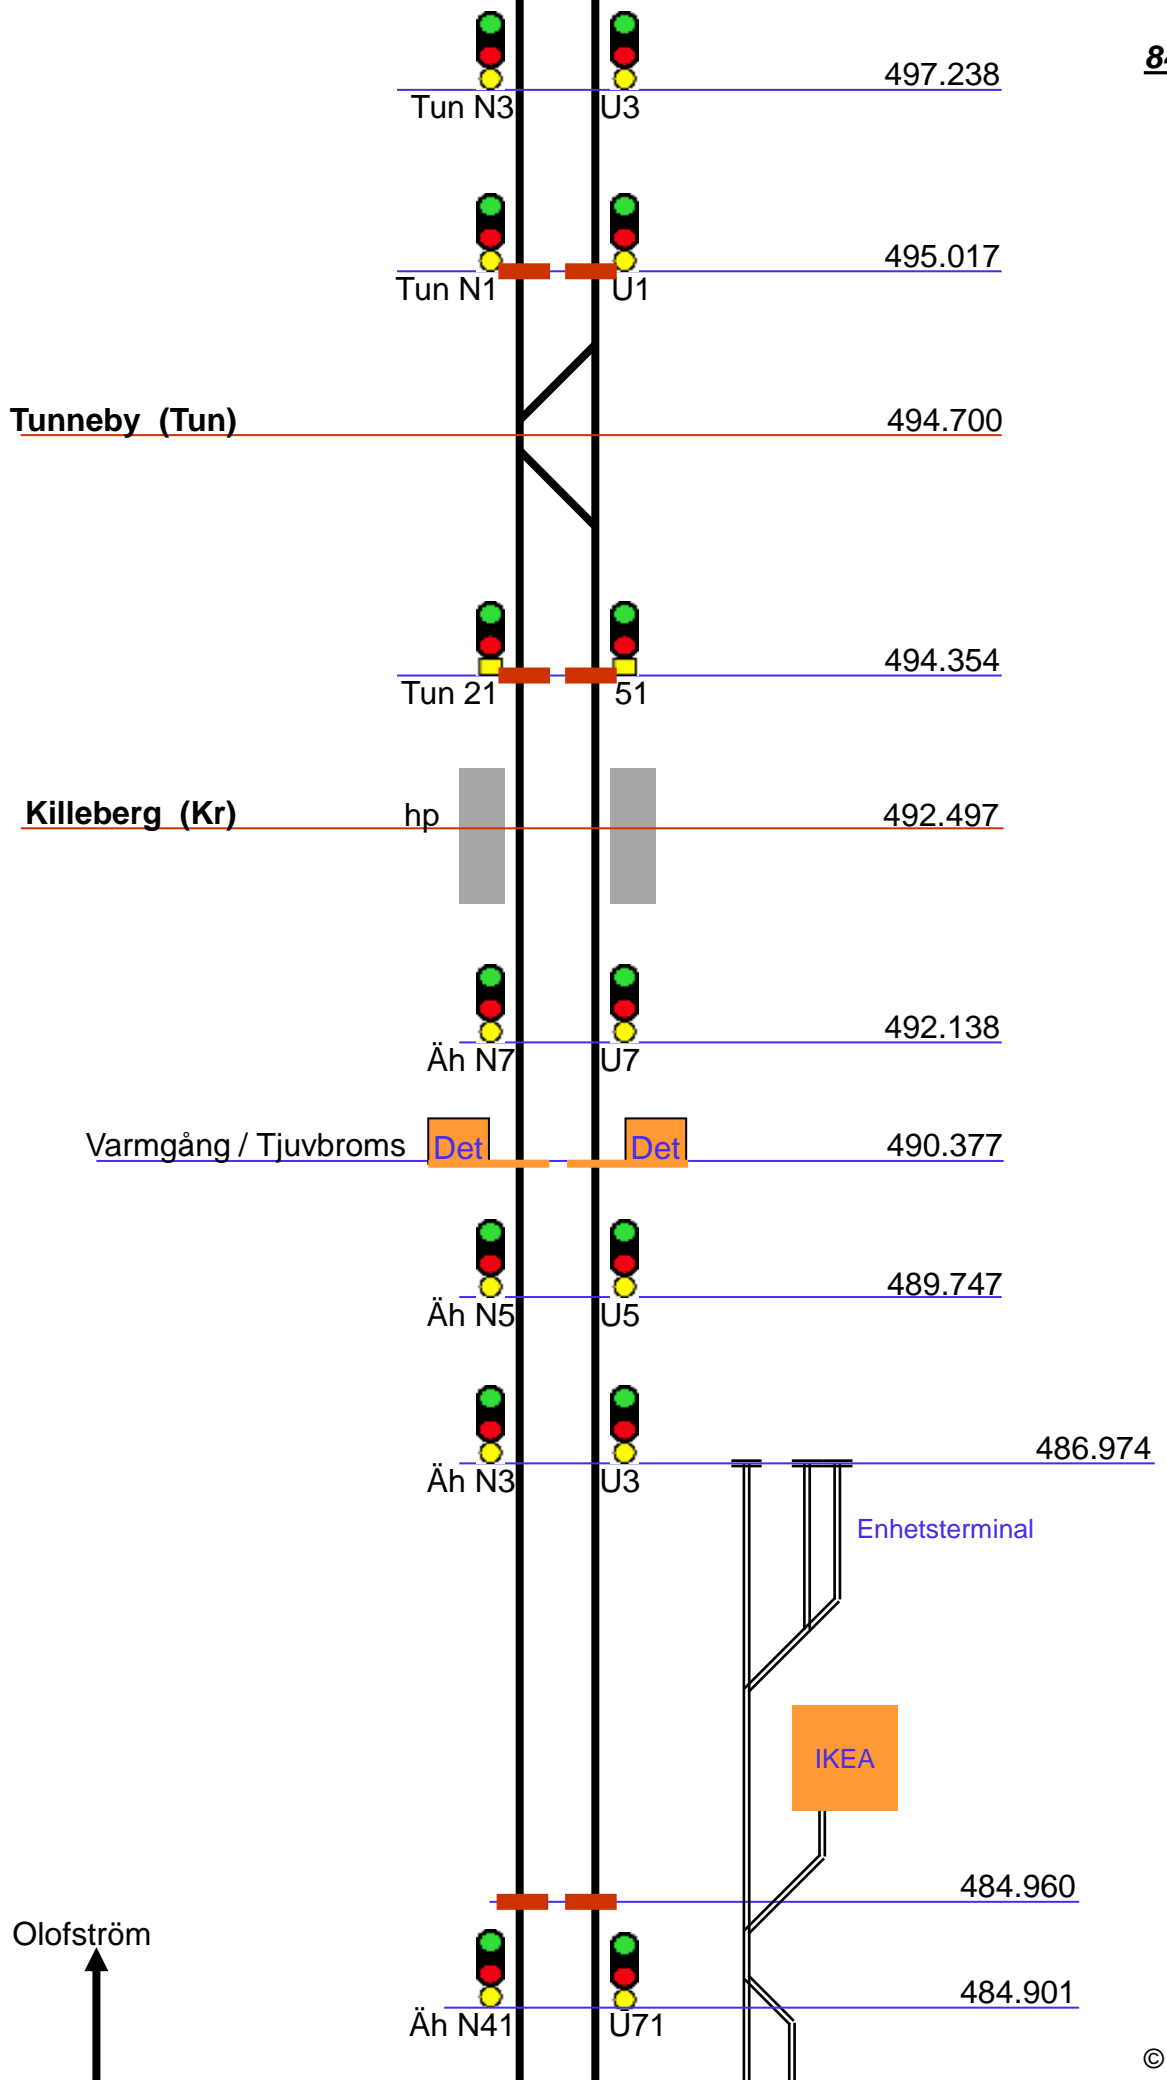 84
497.238
Tun N3 U3
495.017
Tun N1 U1
Tunneby (Tun) 494.700
494.354
Tun 21 51
Killeberg (Kr) hp 492.497
492.138
Äh N7 U7
Varmgång / Tjuvbroms Det Det 490.377
489.747
Äh N5 U5
486.974
Äh N3 U3
Enhetsterminal
IKEA
484.960
Olofström
484.901
Äh N41 U71
©